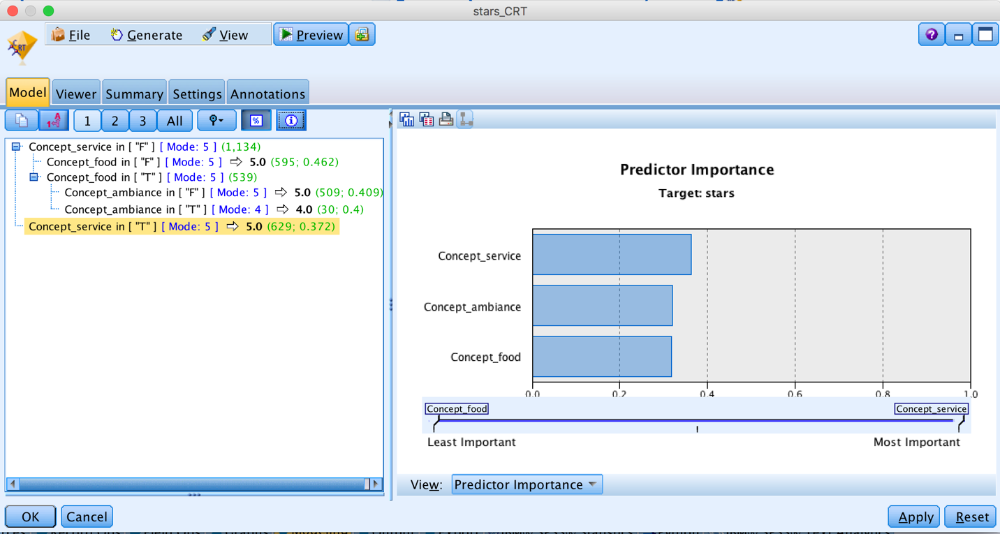 stars_CRT
CRT
File Generate View Preview
Model Viewer Summary Settings Annotations
1 2 3 All %
Concept_service in [ "F" ] [ Mode: 5 ] (1,134)
Concept_food in [ "F" ] [ Mode: 5 ] ⇨ 5.0 (595; 0.462)
Concept_food in [ "T" ] [ Mode: 5 ] (539)
Concept_ambiance in [ "F" ] [ Mode: 5 ] ⇨ 5.0 (509; 0.409)
Concept_ambiance in [ "T" ] [ Mode: 4 ] ⇨ 4.0 (30; 0.4)
Concept_service in [ "T" ] [ Mode: 5 ] ⇨ 5.0 (629; 0.372)
Predictor Importance
Target: stars
Concept_service
Concept_ambiance
Concept_food
0.0 0.2 0.4 0.6 0.8 1.0
Concept_food Concept_service
Least Important Most Important
View: Predictor Importance
OK Cancel Apply Reset